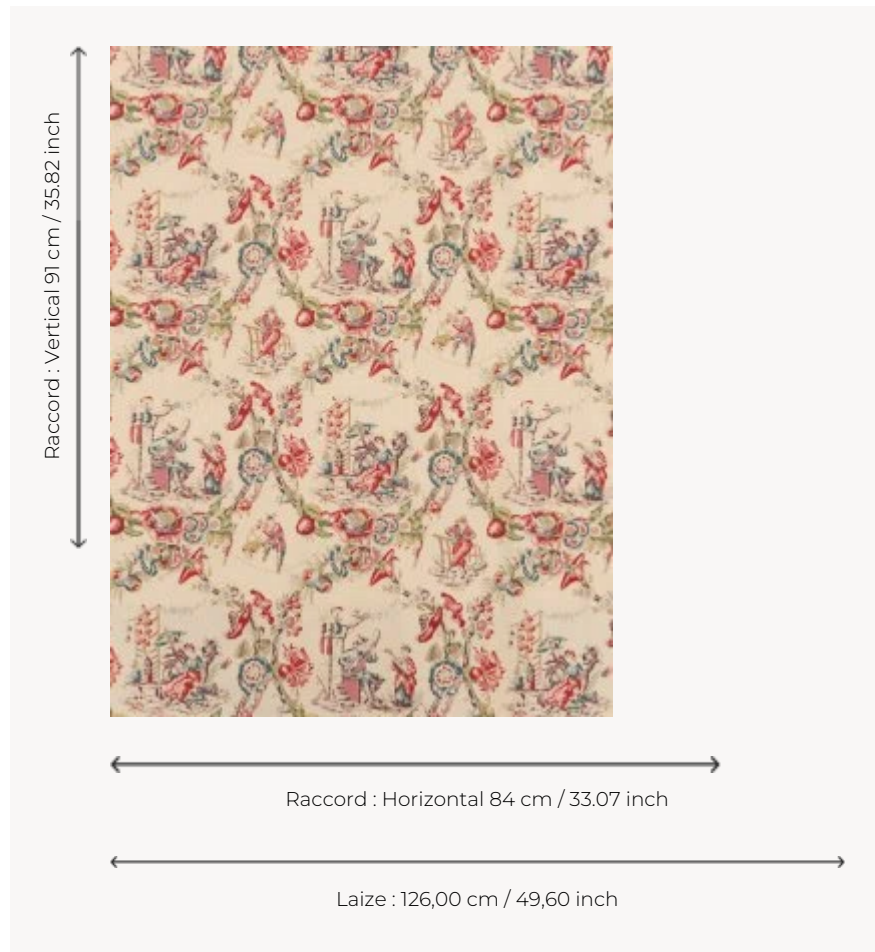 Raccord : Vertical 91 cm / 35.82 inch
Raccord : Horizontal 84 cm / 33.07 inch
Laize : 126,00 cm / 49,60 inch